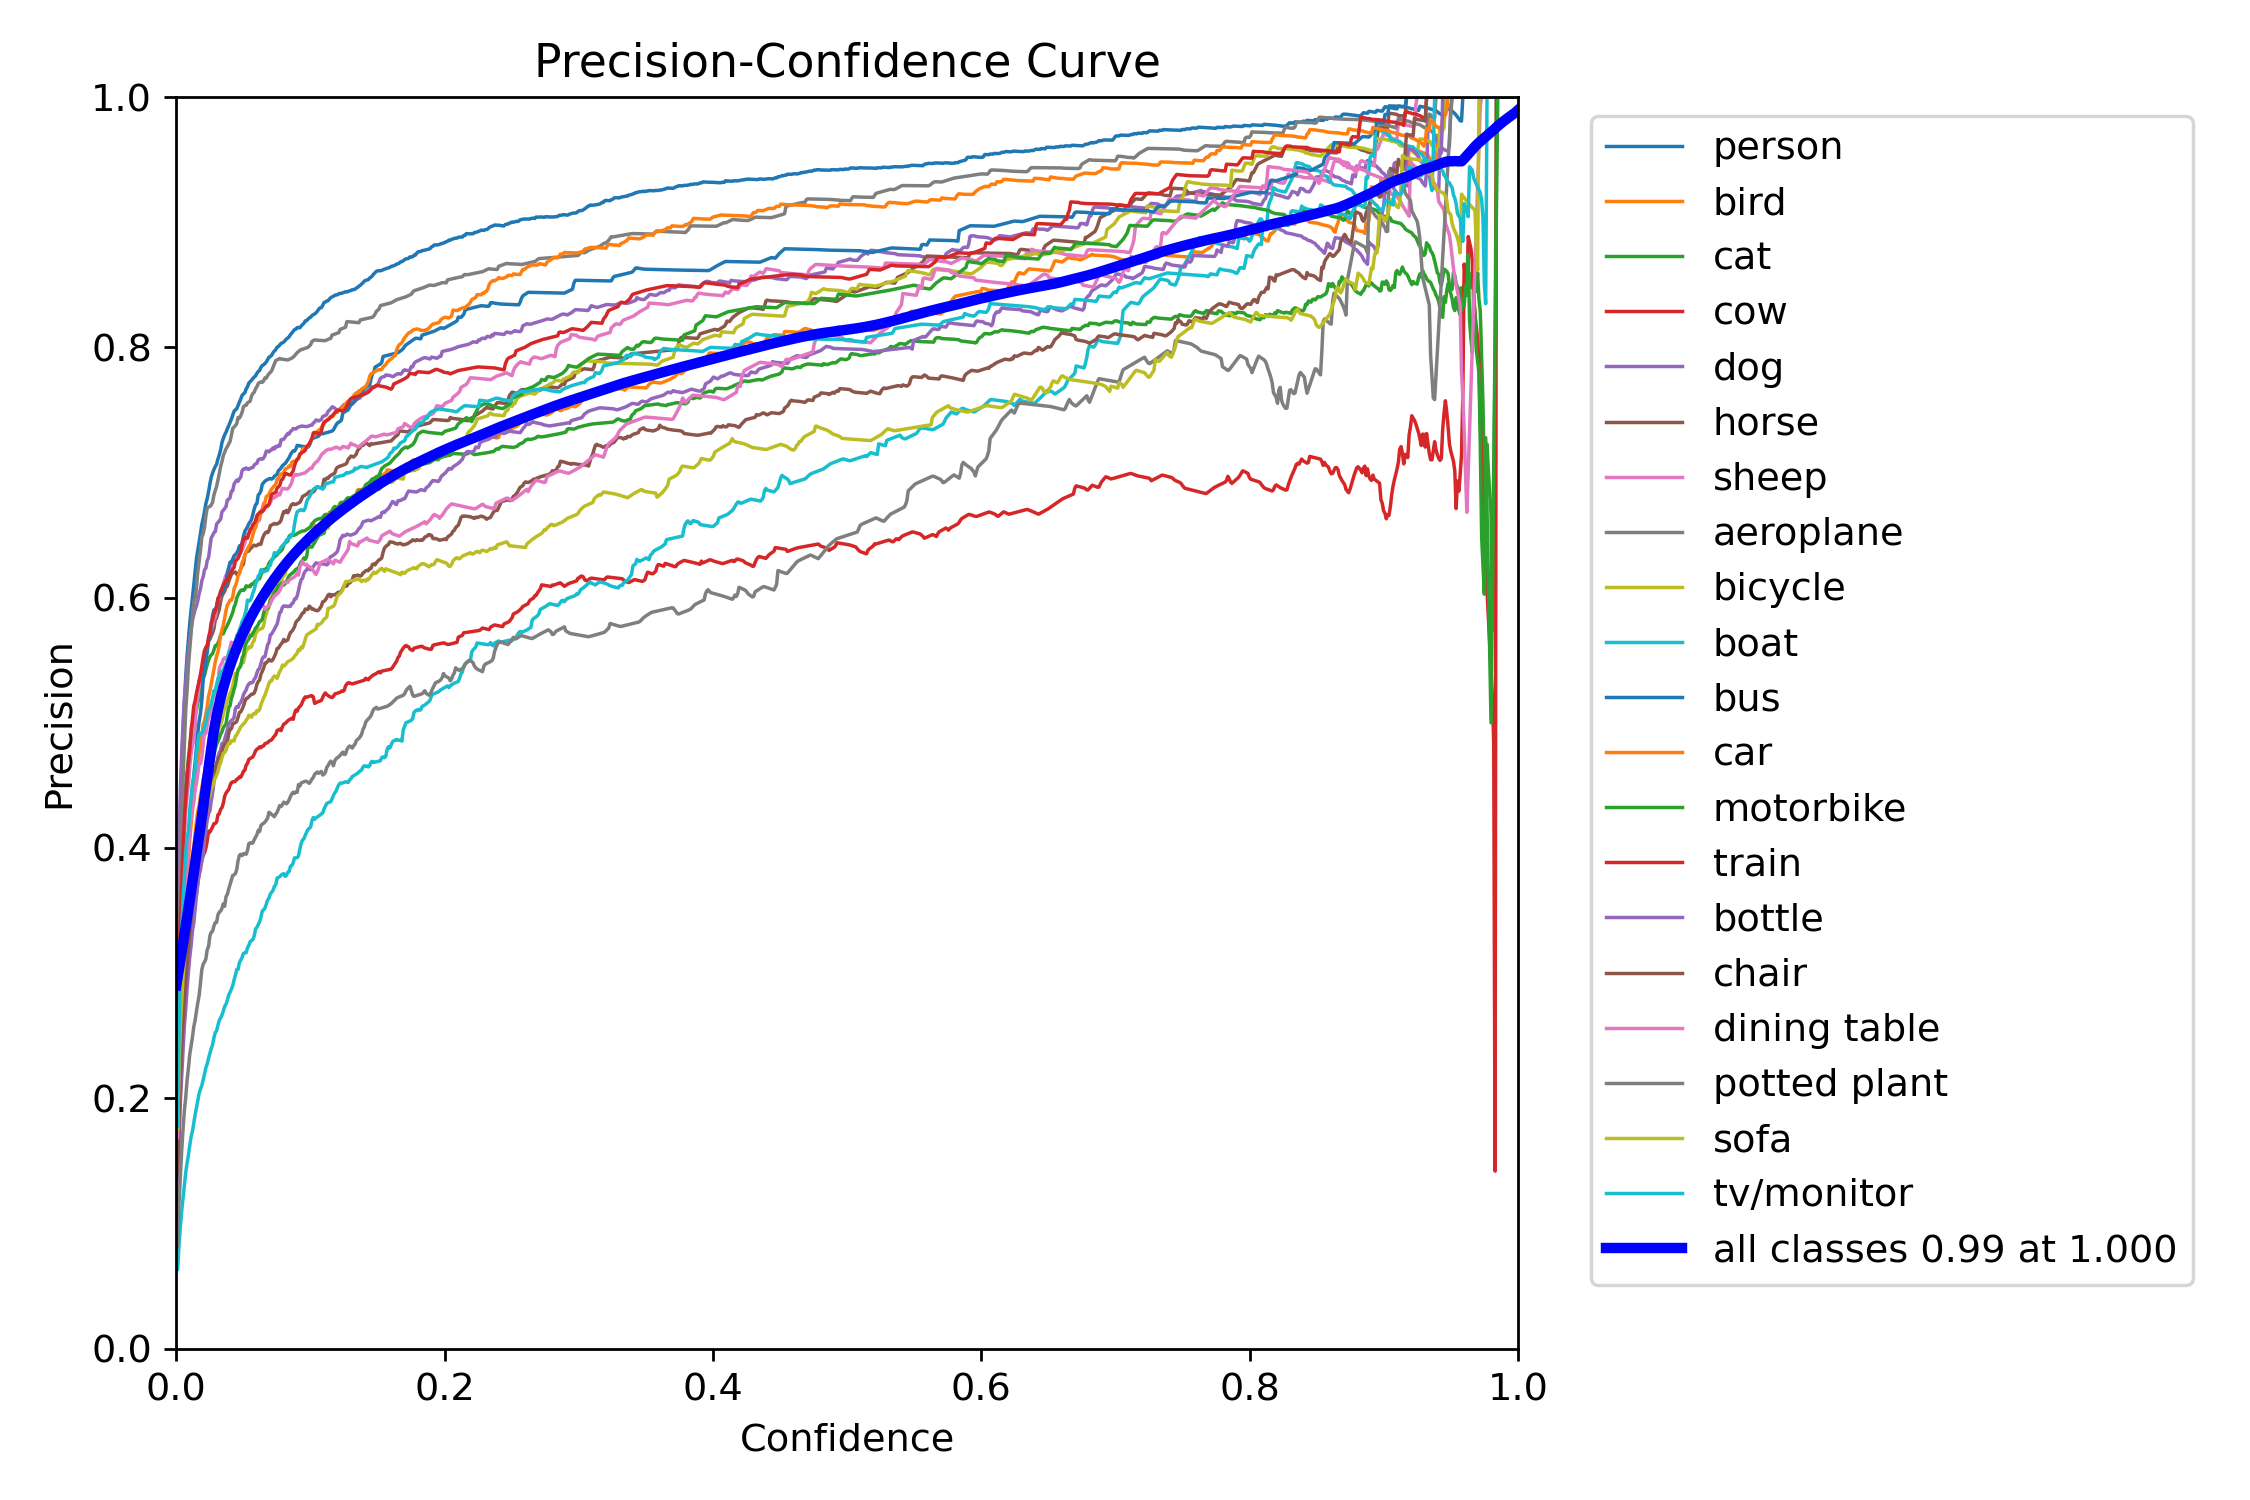 Precision-Confidence Curve
1.0
0.8
0.6
0.4
0.2
0.0
Precision
0.0 0.2 0.4 0.6 0.8 1.0
Confidence
person
bird
cat
cow
dog
horse
sheep
aeroplane
bicycle
boat
bus
car
motorbike
train
bottle
chair
dining table
potted plant
sofa
tv/monitor
all classes 0.99 at 1.000